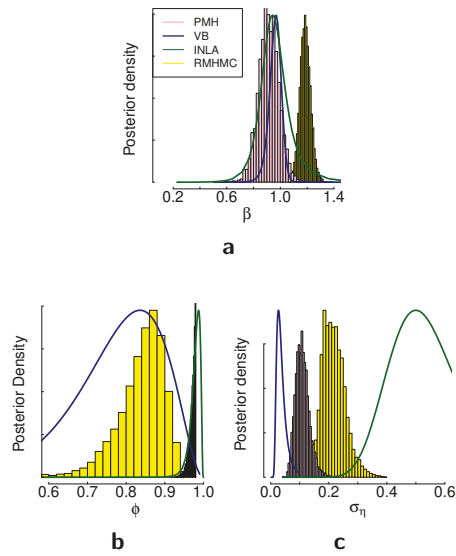 PMH
VB
INLA
RMHMC
Posterior density
0.2 0.6 1.0 1.4
β
a
Posterior Density
0.6 0.7 0.8 0.9 1.0
ϕ
b
Posterior density
0.0 0.2 0.4 0.6
ση
c